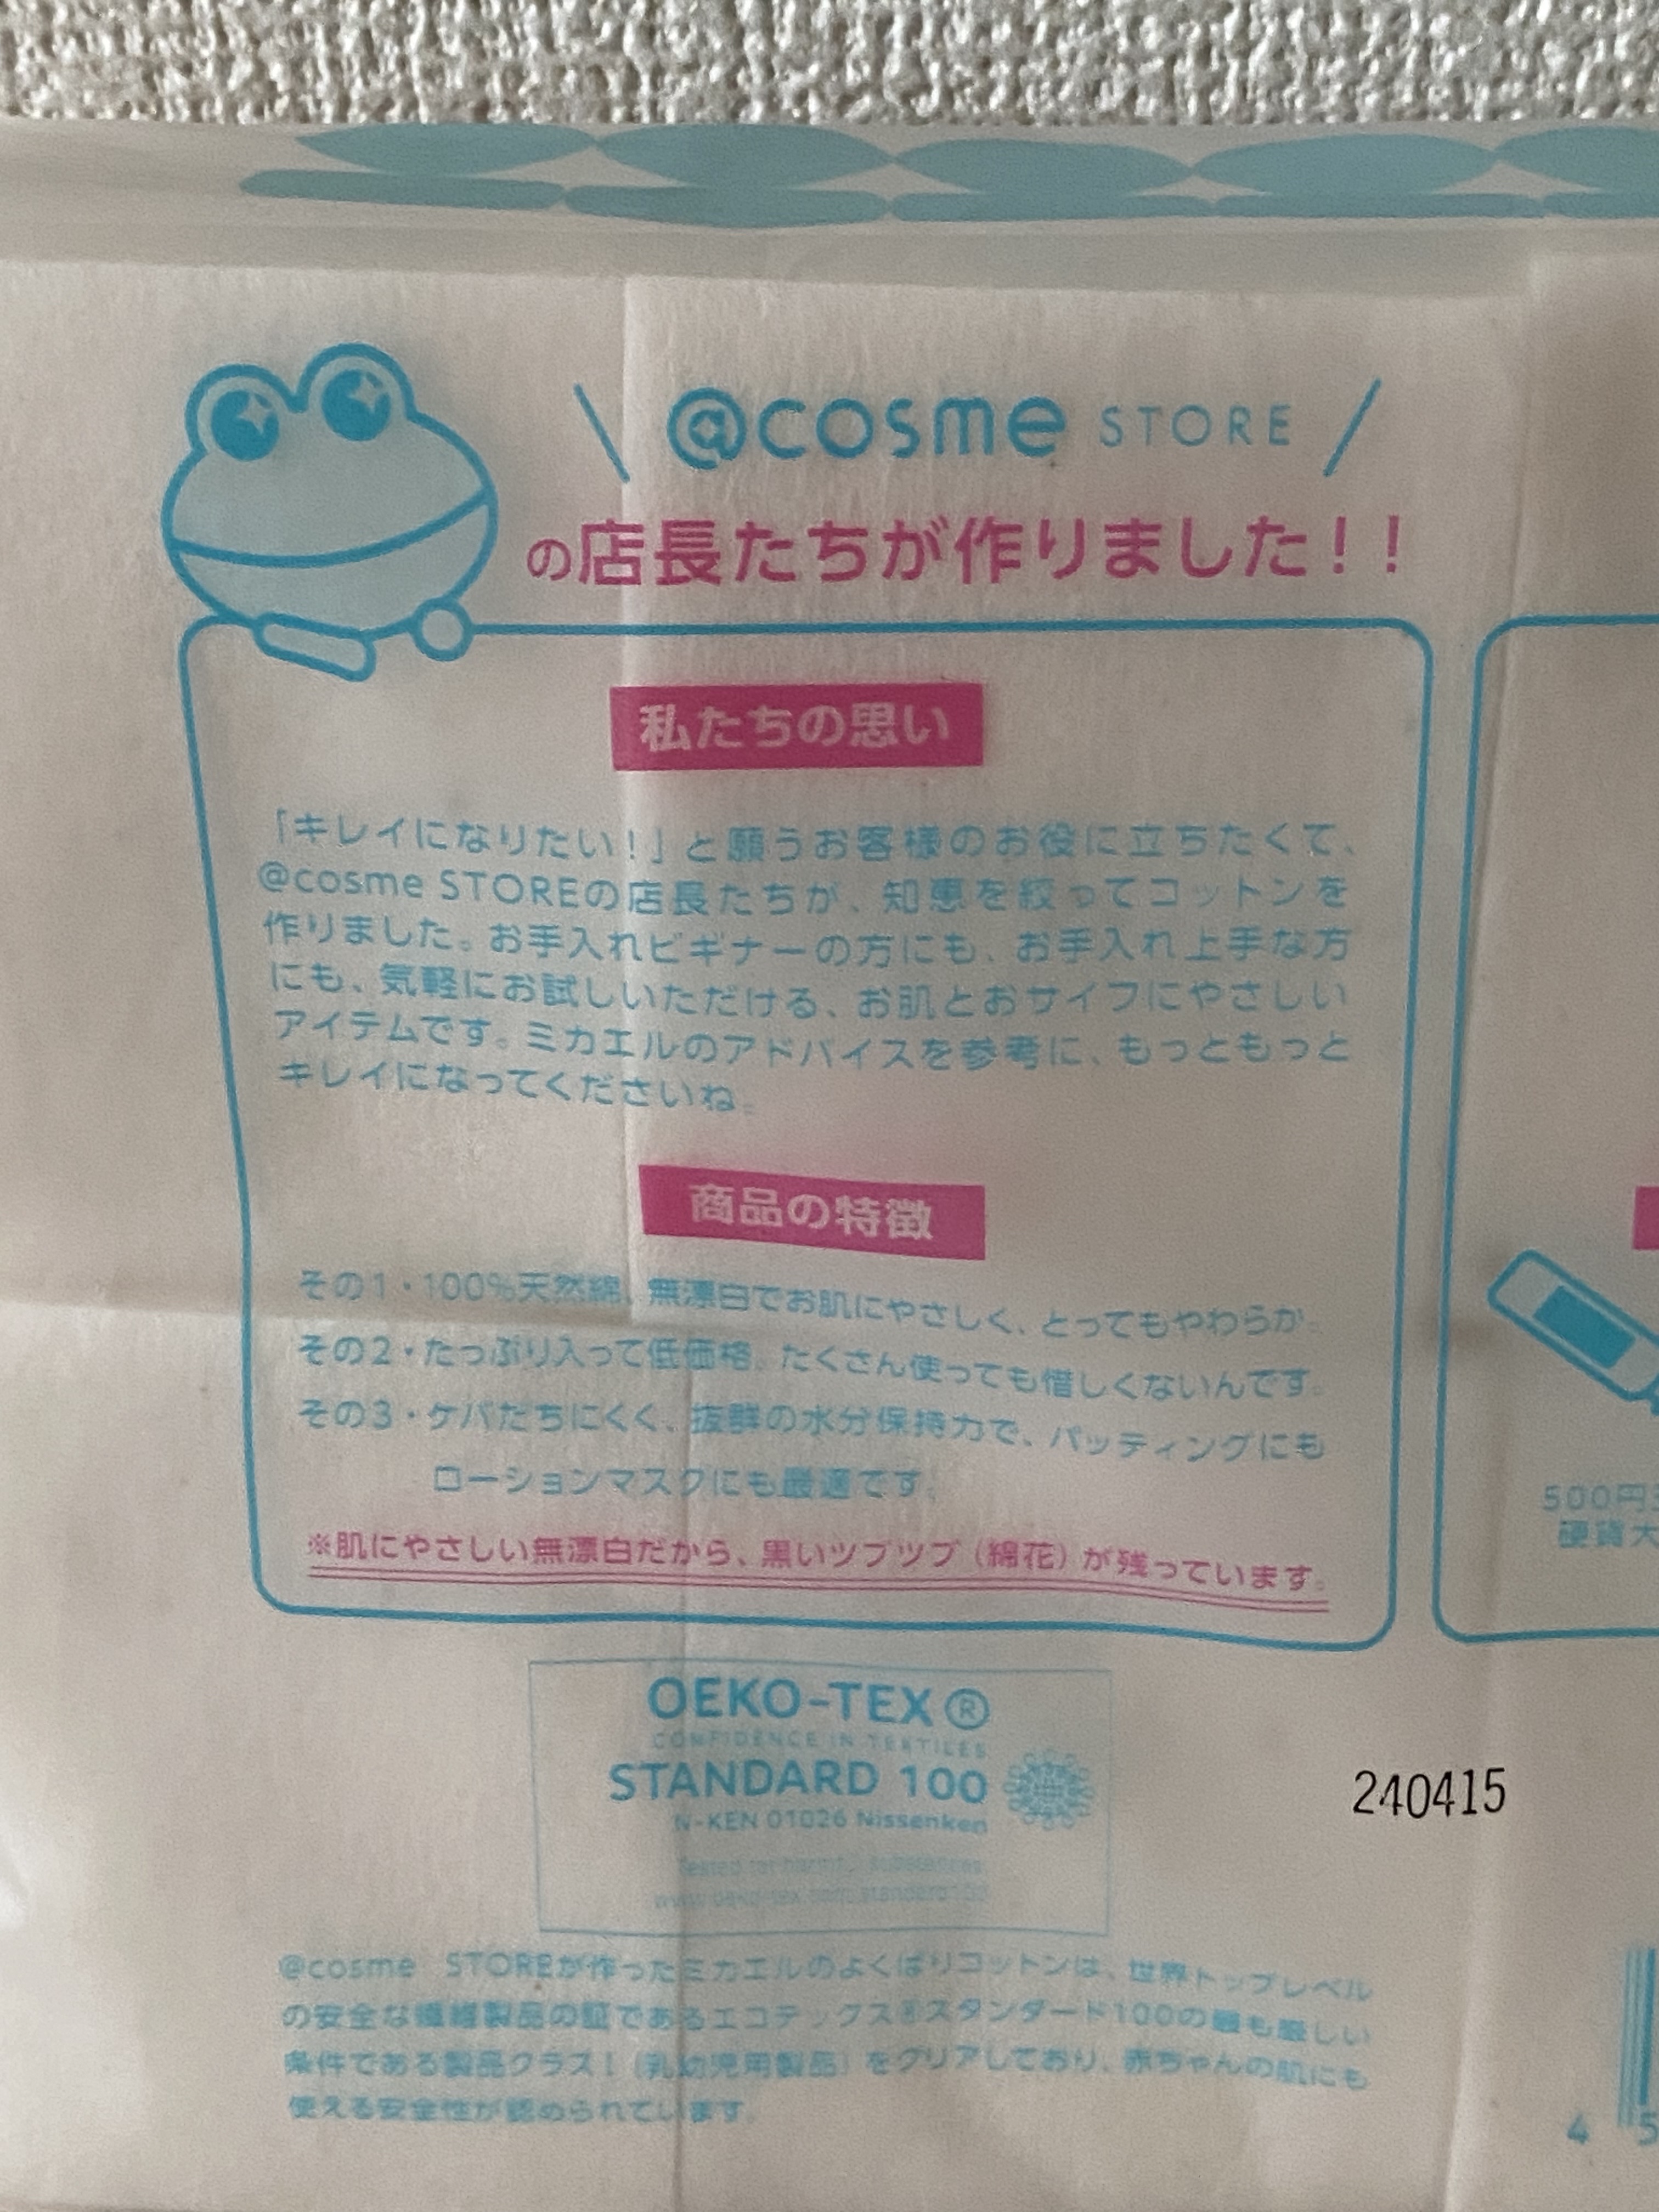 @cosme STORE
の店長たちが作りました!!
私たちの思い
「キレイになりたい!」と願うお客様のお役に立ちたくて、
@cosme STOREの店長たちが、知恵を絞ってコットンを
作りました。お手入れビギナーの方にも、お手入れ上手な方
にも、気軽にお試しいただける、お肌とおサイフにやさしい
アイテムです。ミカエルのアドバイスを参考に、もっともっと
キレイになってくださいね。
商品の特徴
その1・100%天然綿、無漂白でお肌にやさしく、とってもやわらか。
その2・たっぷり入って低価格。たくさん使っても惜しくないんです。
その3・ケバだちにくく、抜群の水分保持力で、パッティングにも
ローションマスクにも最適です。
※肌にやさしい無漂白だから、黒いツブツブ(綿花)が残っています。
OEKO-TEX®
CONFIDENCE IN TEXTILES
STANDARD 100
N-KEN 01026 Nissenken
Tested for harmful substances.
www.oeko-tex.com/standard100
240415
@cosme STOREが作ったミカエルのよくばりコットンは、世界トップレベル
の安全な繊維製品の証であるエコテックス®スタンダード100の最も厳しい
条件である製品クラスI(乳幼児用製品)をクリアしており、赤ちゃんの肌にも
使える安全性が認められています。
500円
硬貨大
4 5